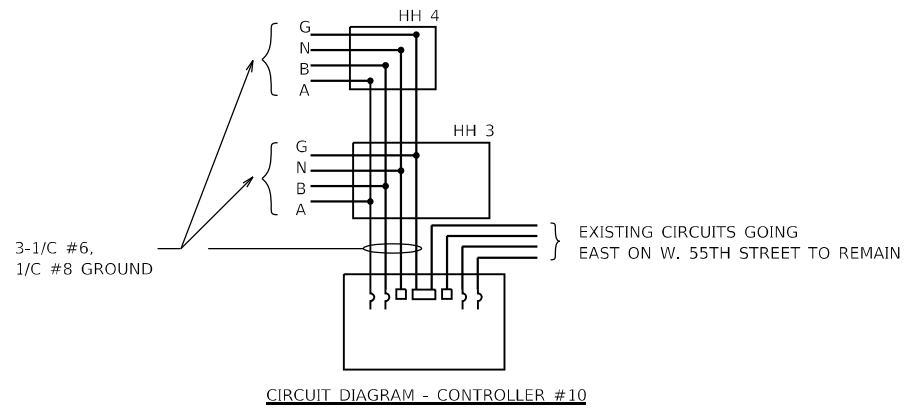 HH 4
G
N
B
A
HH 3
G
N
B
A
3-1/C #6,
1/C #8 GROUND
EXISTING CIRCUITS GOING
EAST ON W. 55TH STREET TO REMAIN
CIRCUIT DIAGRAM - CONTROLLER #10